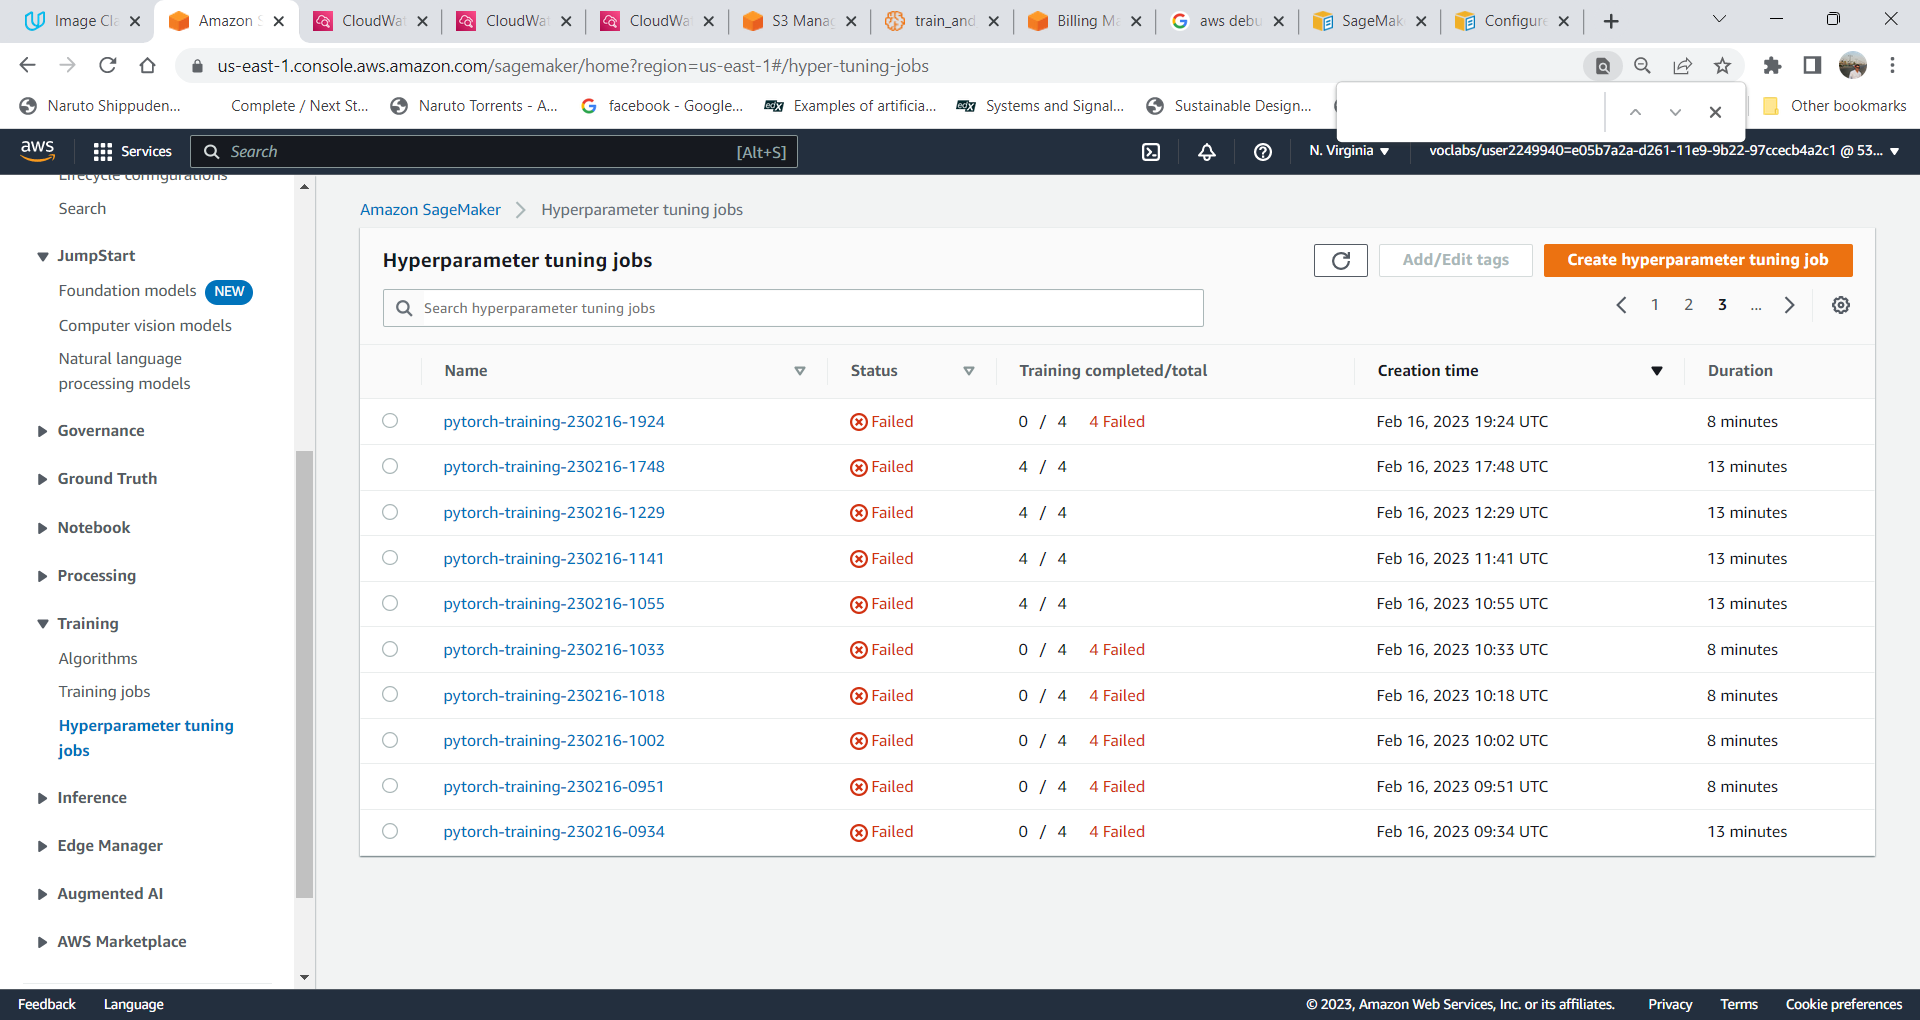 Image Cla
Amazon S
CloudWat
CloudWat
CloudWat
S3 Manag
train_and
Billing Ma
aws debu
SageMake
Configure
us-east-1.console.aws.amazon.com/sagemaker/home?region=us-east-1#/hyper-tuning-jobs
Naruto Shippuden...
Complete / Next St...
Naruto Torrents - A...
facebook - Google...
edX Examples of artificia...
edX Systems and Signal...
Sustainable Design...
Other bookmarks
aws
Services
Search
[Alt+S]
N. Virginia
voclabs/user2249940=e05b7a2a-d261-11e9-9b22-97ccecb4a2c1 @ 53...
Lifecycle configurations
Search
JumpStart
Foundation models NEW
Computer vision models
Natural language
processing models
Governance
Ground Truth
Notebook
Processing
Training
Algorithms
Training jobs
Hyperparameter tuning
jobs
Inference
Edge Manager
Augmented AI
AWS Marketplace
Amazon SageMaker > Hyperparameter tuning jobs
Hyperparameter tuning jobs
Add/Edit tags
Create hyperparameter tuning job
Search hyperparameter tuning jobs
1 2 3 ...
Name Status Training completed/total Creation time Duration
pytorch-training-230216-1924 Failed 0 / 4 4 Failed Feb 16, 2023 19:24 UTC 8 minutes
pytorch-training-230216-1748 Failed 4 / 4 Feb 16, 2023 17:48 UTC 13 minutes
pytorch-training-230216-1229 Failed 4 / 4 Feb 16, 2023 12:29 UTC 13 minutes
pytorch-training-230216-1141 Failed 4 / 4 Feb 16, 2023 11:41 UTC 13 minutes
pytorch-training-230216-1055 Failed 4 / 4 Feb 16, 2023 10:55 UTC 13 minutes
pytorch-training-230216-1033 Failed 0 / 4 4 Failed Feb 16, 2023 10:33 UTC 8 minutes
pytorch-training-230216-1018 Failed 0 / 4 4 Failed Feb 16, 2023 10:18 UTC 8 minutes
pytorch-training-230216-1002 Failed 0 / 4 4 Failed Feb 16, 2023 10:02 UTC 8 minutes
pytorch-training-230216-0951 Failed 0 / 4 4 Failed Feb 16, 2023 09:51 UTC 8 minutes
pytorch-training-230216-0934 Failed 0 / 4 4 Failed Feb 16, 2023 09:34 UTC 13 minutes
Feedback Language
© 2023, Amazon Web Services, Inc. or its affiliates. Privacy Terms Cookie preferences